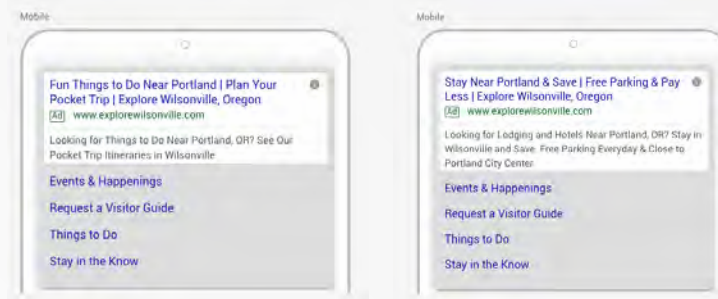 Mobile
Fun Things to Do Near Portland | Plan Your
Pocket Trip | Explore Wilsonville, Oregon
Ad www.explorewilsonville.com
Looking for Things to Do Near Portland, OR? See Our
Pocket Trip Itineraries in Wilsonville
Events & Happenings
Request a Visitor Guide
Things to Do
Stay in the Know
Mobile
Stay Near Portland & Save | Free Parking & Pay
Less | Explore Wilsonville, Oregon
Ad www.explorewilsonville.com
Looking for Lodging and Hotels Near Portland, OR? Stay in
Wilsonville and Save. Free Parking Everyday & Close to
Portland City Center.
Events & Happenings
Request a Visitor Guide
Things to Do
Stay in the Know